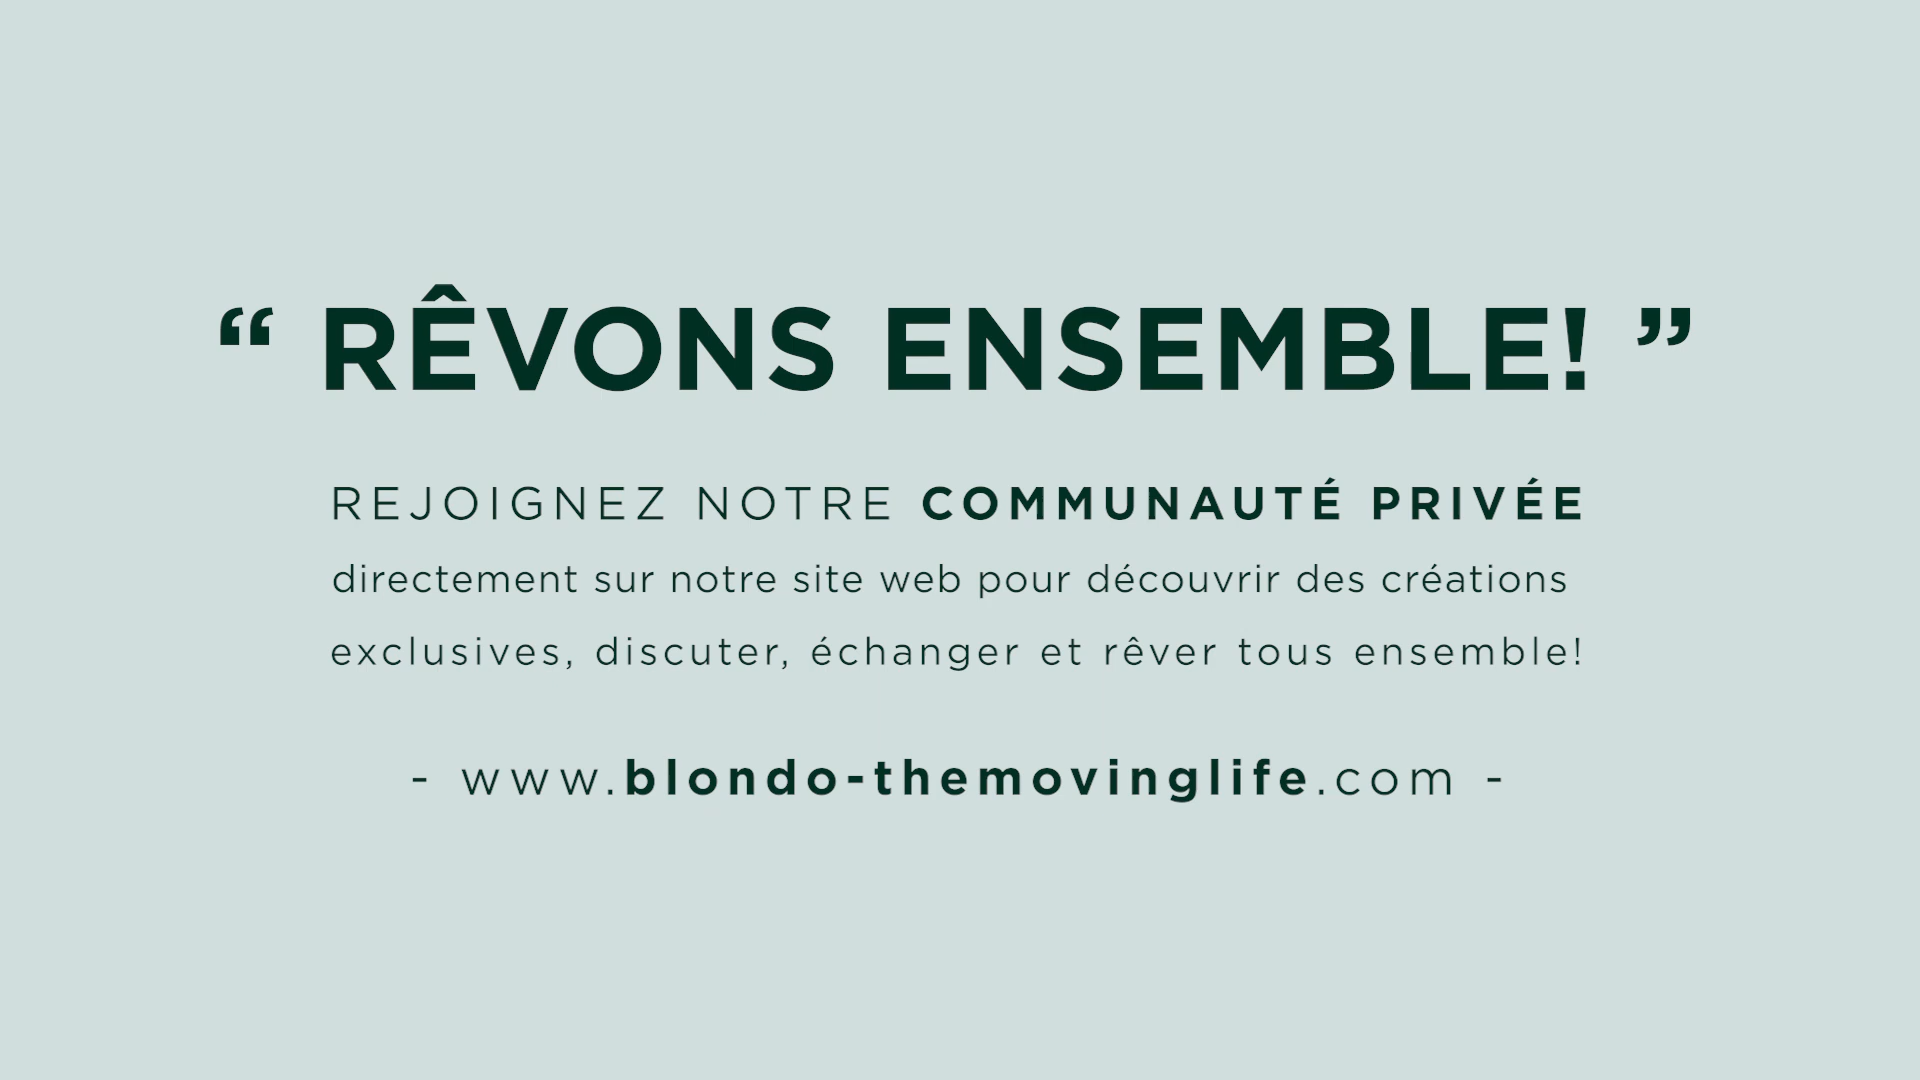 “ RÊVONS ENSEMBLE! ”
REJOIGNEZ NOTRE COMMUNAUTÉ PRIVÉE
directement sur notre site web pour découvrir des créations
exclusives, discuter, échanger et rêver tous ensemble!
- www.blondo-themovinglife.com -